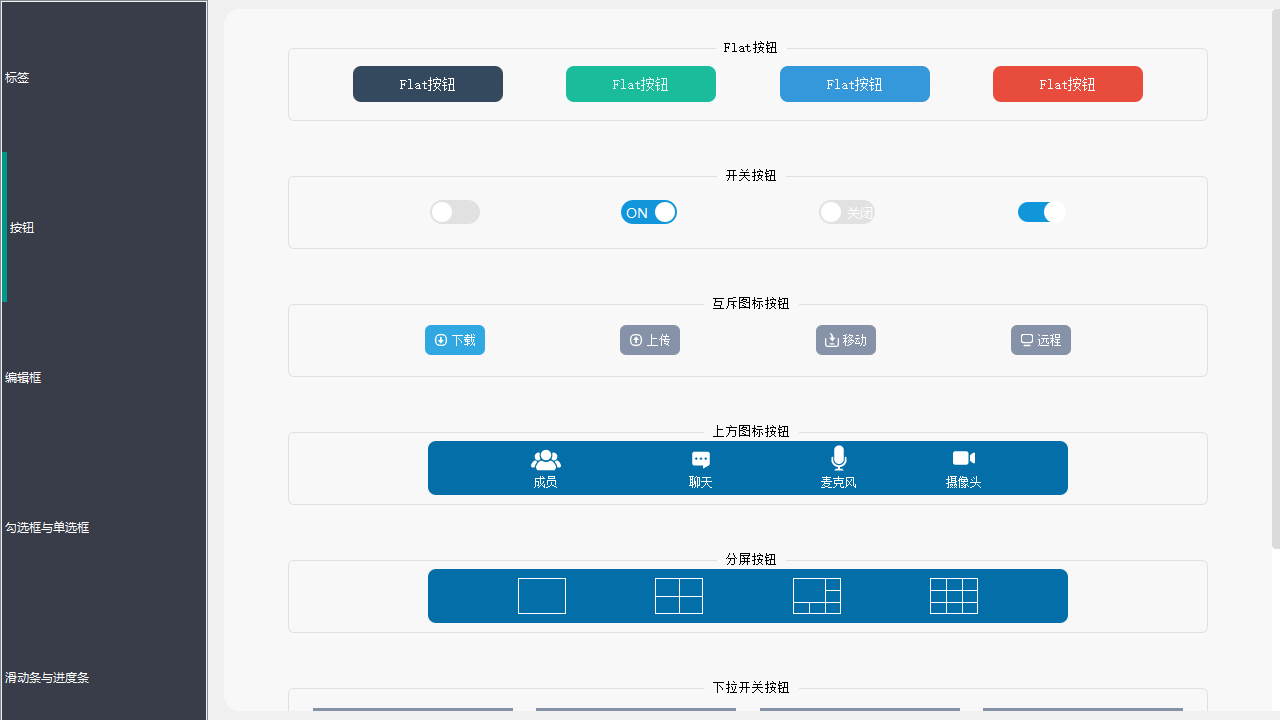 标签
按钮
编辑框
勾选框与单选框
滑动条与进度条
Flat按钮
Flat按钮 Flat按钮 Flat按钮 Flat按钮
开关按钮
ON 关闭
互斥图标按钮
下载 上传 移动 远程
上方图标按钮
成员 聊天 麦克风 摄像头
分屏按钮
下拉开关按钮